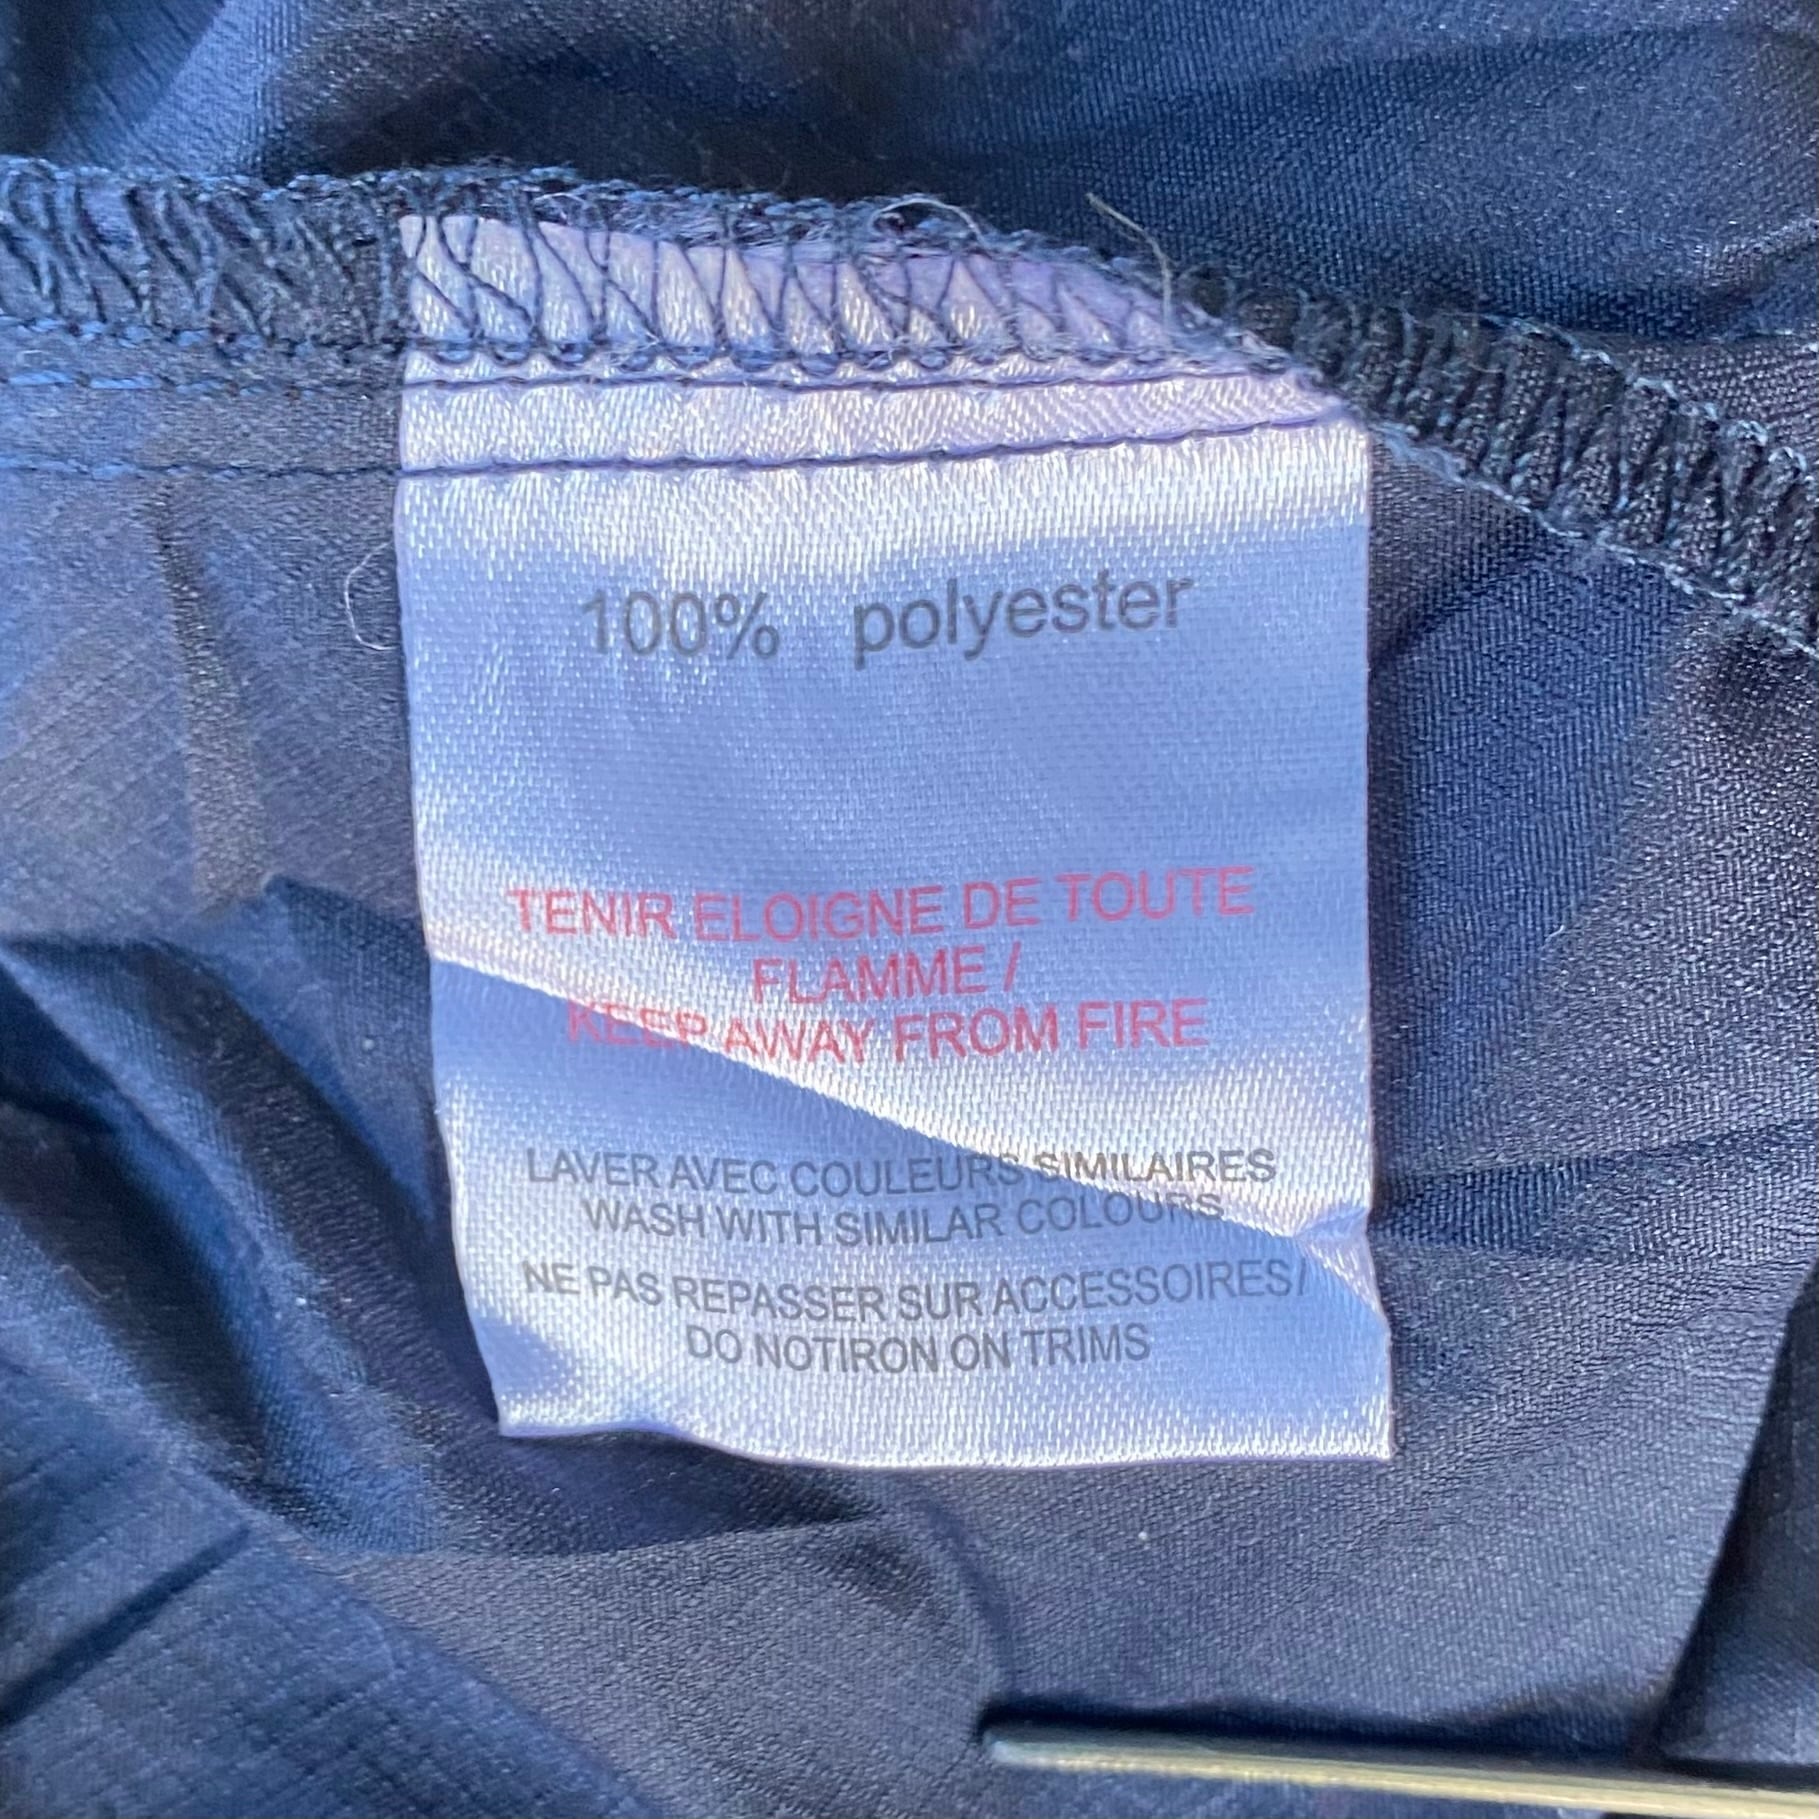 100% polyester
TENIR ELOIGNE DE TOUTE
FLAMME /
KEEP AWAY FROM FIRE
LAVER AVEC COULEURS SIMILAIRES
WASH WITH SIMILAR COLOURS
NE PAS REPASSER SUR ACCESSOIRES/
DO NOTIRON ON TRIMS